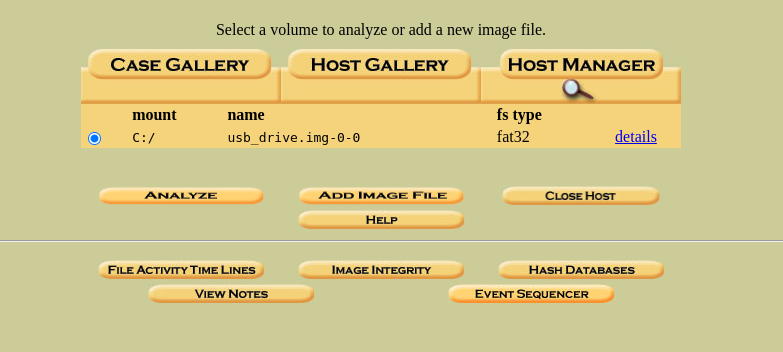 Select a volume to analyze or add a new image file.
CASE GALLERY HOST GALLERY HOST MANAGER
mount name fs type
C:/ usb_drive.img-0-0 fat32 details
ANALYZE ADD IMAGE FILE CLOSE HOST
HELP
FILE ACTIVITY TIME LINES IMAGE INTEGRITY HASH DATABASES
VIEW NOTES EVENT SEQUENCER